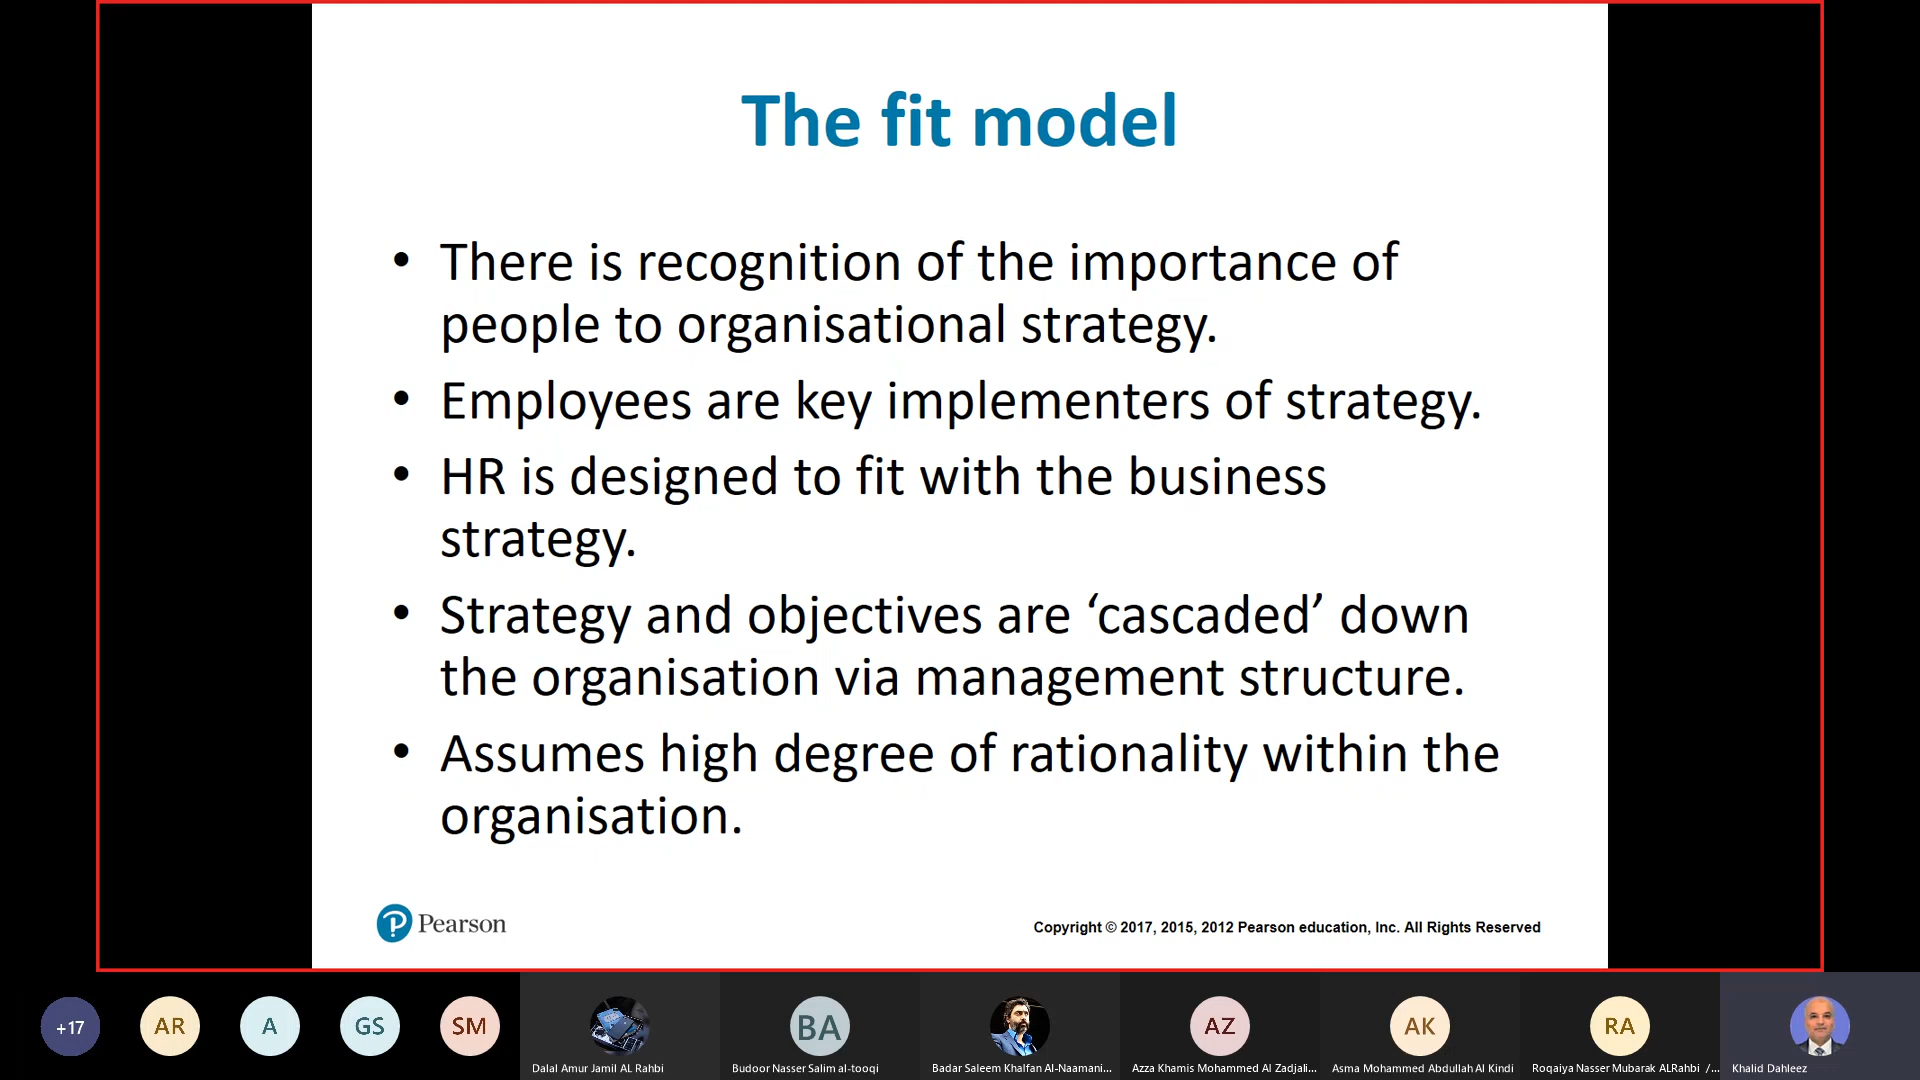 The fit model
• There is recognition of the importance of
people to organisational strategy.
• Employees are key implementers of strategy.
• HR is designed to fit with the business
strategy.
• Strategy and objectives are ‘cascaded’ down
the organisation via management structure.
• Assumes high degree of rationality within the
organisation.
Pearson
Copyright © 2017, 2015, 2012 Pearson education, Inc. All Rights Reserved
+17 AR A GS SM BA AZ AK RA
Dalal Amur Jamil AL Rahbi Budoor Nasser Salim al-tooqi Badar Saleem Khalfan Al-Naamani... Azza Khamis Mohammed Al Zadjali... Asma Mohammed Abdullah Al Kindi Roqaiya Nasser Mubarak ALRahbi /... Khalid Dahleez